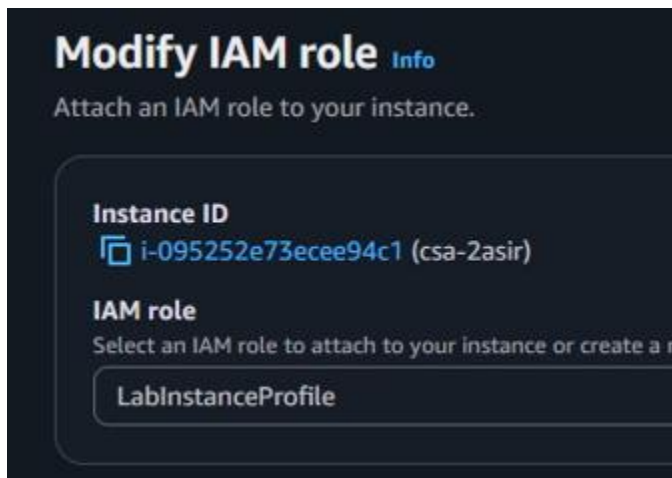 Modify IAM role Info
Attach an IAM role to your instance.
Instance ID
i-095252e73ecee94c1 (csa-2asir)
IAM role
Select an IAM role to attach to your instance or create a
LabInstanceProfile